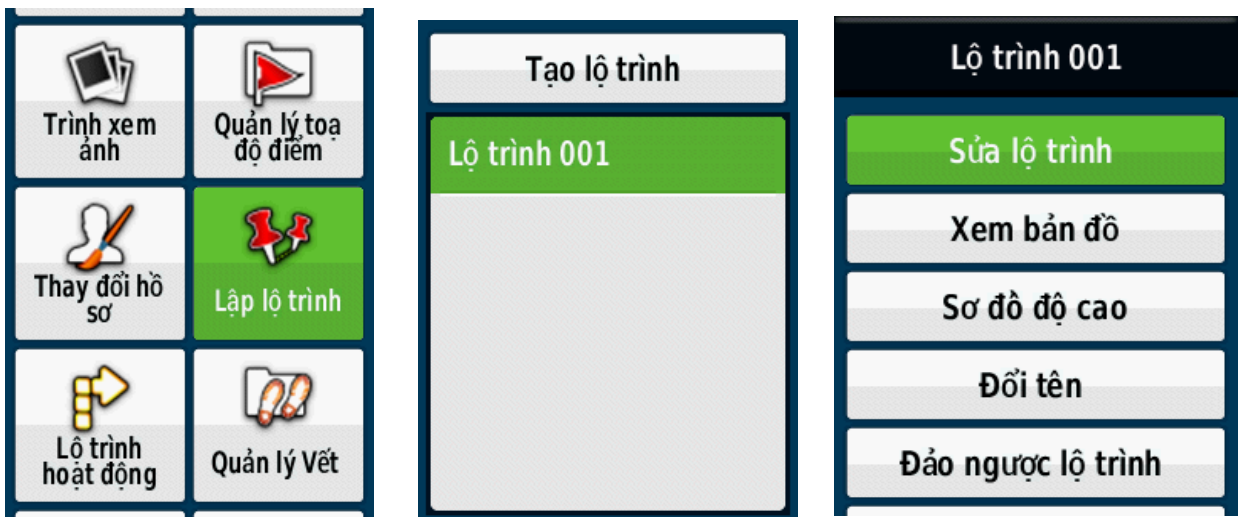 Trình xem
ảnh
Quản lý toạ
độ điểm
Thay đổi hồ
sơ
Lập lộ trình
Lộ trình
hoạt động
Quản lý Vết
Tạo lộ trình
Lộ trình 001
Lộ trình 001
Sửa lộ trình
Xem bản đồ
Sơ đồ độ cao
Đổi tên
Đảo ngược lộ trình